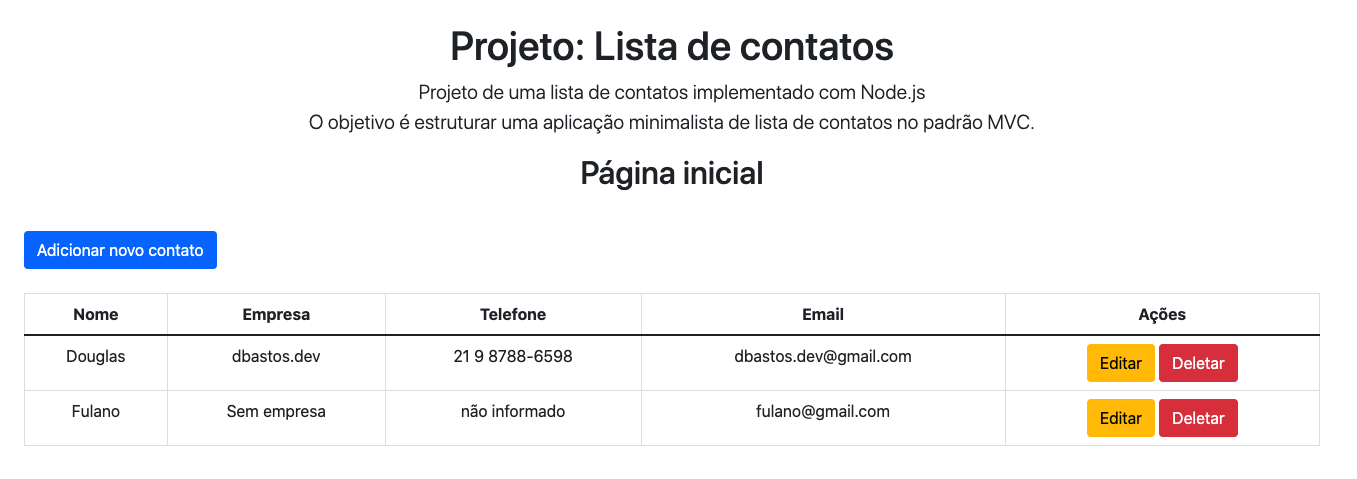 Projeto: Lista de contatos
Projeto de uma lista de contatos implementado com Node.js
O objetivo é estruturar uma aplicação minimalista de lista de contatos no padrão MVC.
Página inicial
Adicionar novo contato
Nome Empresa Telefone Email Ações
Douglas dbastos.dev 21 9 8788-6598 dbastos.dev@gmail.com Editar Deletar
Fulano Sem empresa não informado fulano@gmail.com Editar Deletar